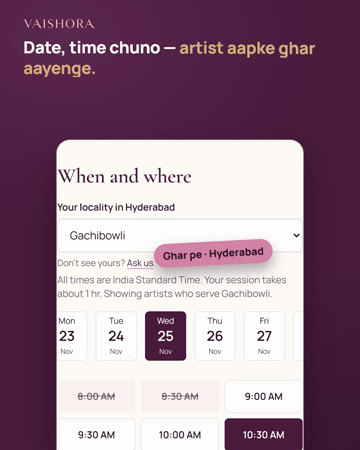 VAISHORA
Date, time chuno — artist aapke ghar
aayenge.
When and where
Your locality in Hyderabad
Gachibowli
Ghar pe · Hyderabad
Don't see yours? Ask us.
All times are India Standard Time. Your session takes
about 1 hr. Showing artists who serve Gachibowli.
Mon Tue Wed Thu Fri
23 24 25 26 27
Nov Nov Nov Nov Nov
8:00 AM 8:30 AM 9:00 AM
9:30 AM 10:00 AM 10:30 AM